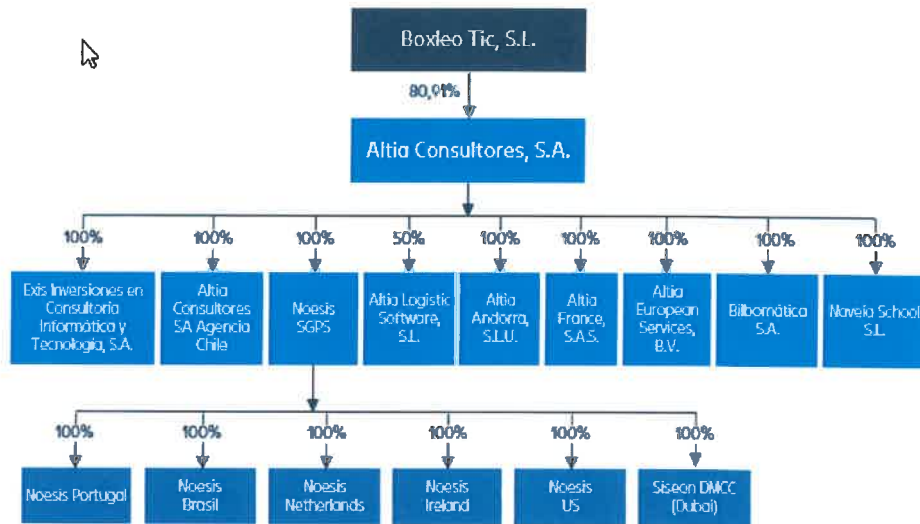 Boxleo Tic, S.L.
80,91%
Altia Consultores, S.A.
100% 100% 100% 50% 100% 100% 100% 100% 100%
Exis Inversiones en
Consultoría
Informática y
Tecnología, S.A.
Altia
Consultores
SA Agencia
Chile
Noesis
SGPS
Altia Logistic
Software,
S.L.
Altia
Andorra,
S.L.U.
Altia
France,
S.A.S.
Altia
European
Services,
B.V.
Bilbomática
S.A.
Naveia School
S.L.
100% 100% 100% 100% 100% 100%
Noesis Portugal
Noesis
Brasil
Noesis
Netherlands
Noesis
Ireland
Noesis
US
Siseon DMCC
(Dubai)